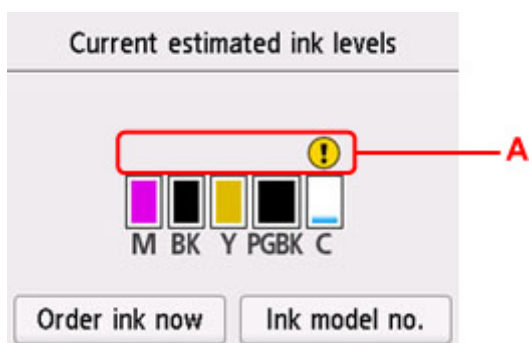 Current estimated ink levels
!
A
M BK Y PGBK C
Order ink now Ink model no.